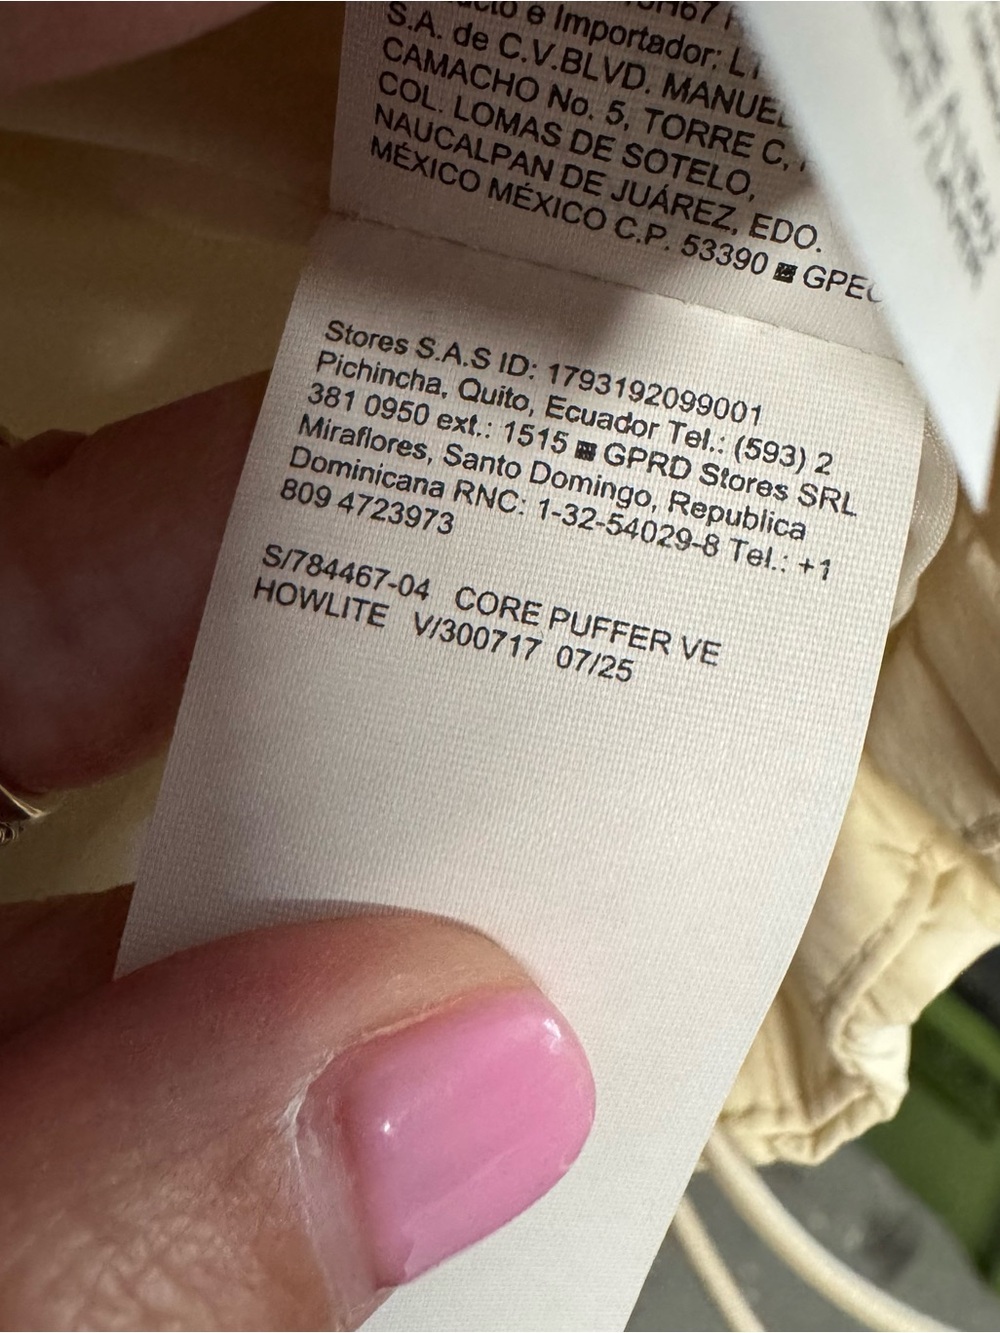 e Importador:
S.A. de C.V.BLVD. MANUEL
CAMACHO No. 5, TORRE C,
COL. LOMAS DE SOTELO,
NAUCALPAN DE JUÁREZ, EDO.
MÉXICO MÉXICO C.P. 53390 GPEC
Stores S.A.S ID: 1793192099001
Pichincha, Quito, Ecuador Tel.: (593) 2
381 0950 ext.: 1515 GPRD Stores SRL
Miraflores, Santo Domingo, Republica
Dominicana RNC: 1-32-54029-8 Tel.: +1
809 4723973
S/784467-04 CORE PUFFER VE
HOWLITE V/300717 07/25